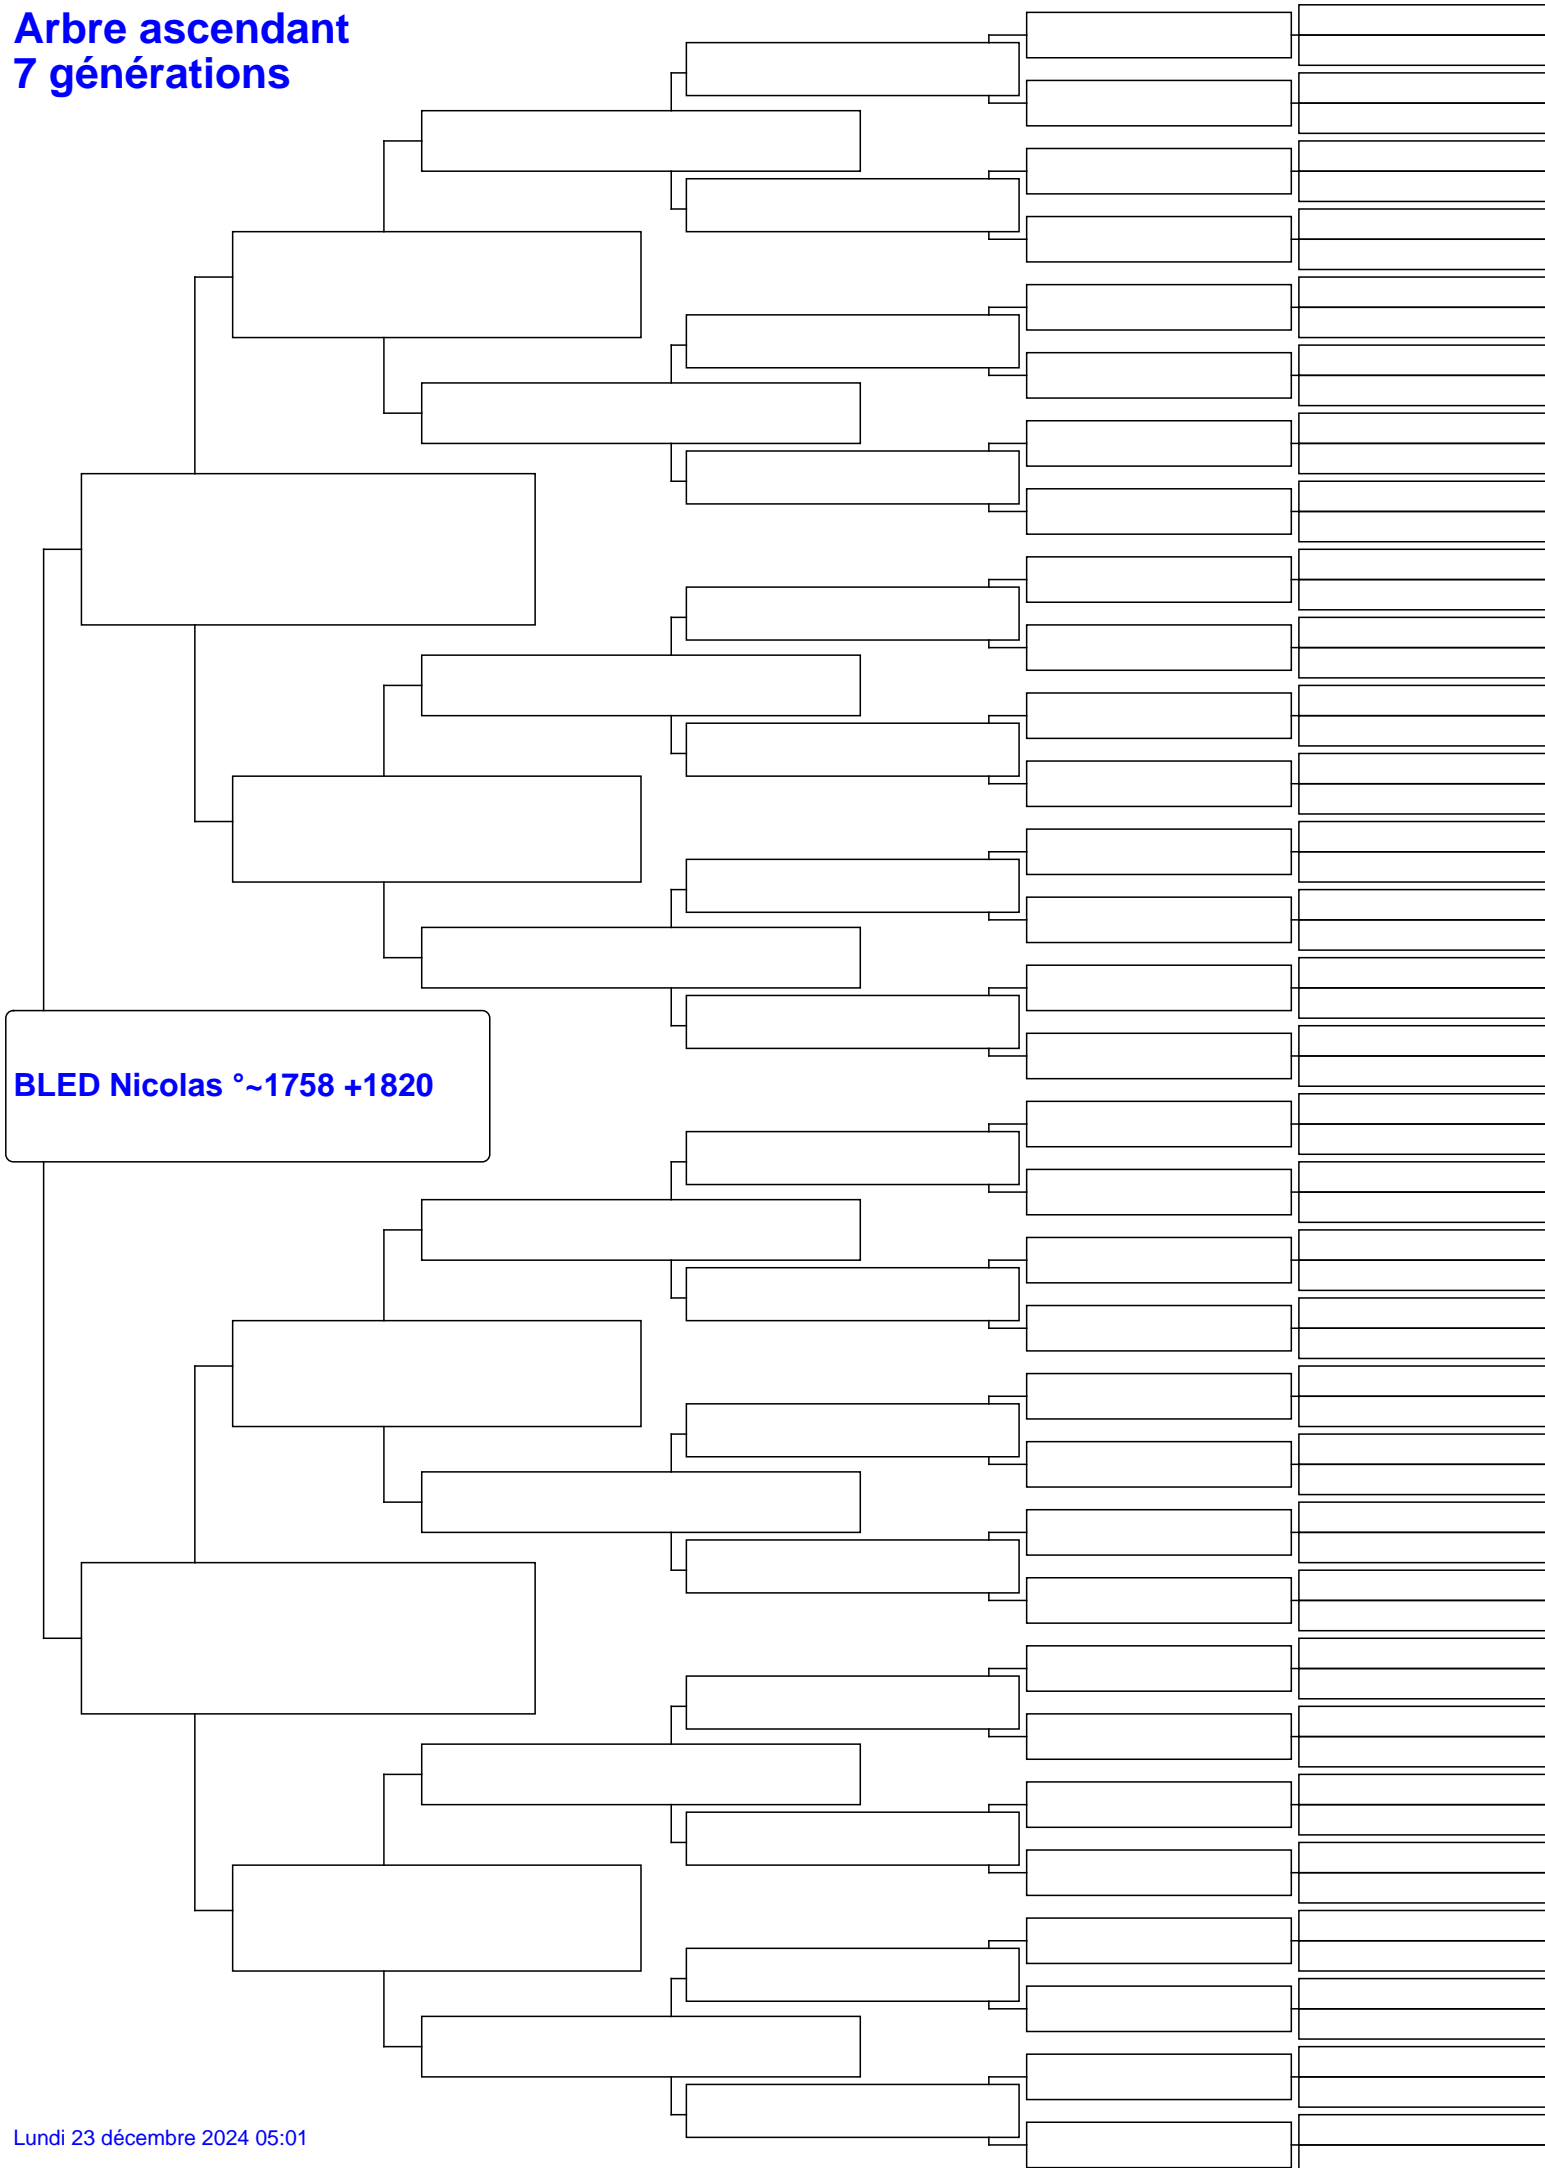 Arbre ascendant
7 générations
BLED Nicolas °~1758 +1820
Lundi 23 décembre 2024 05:01